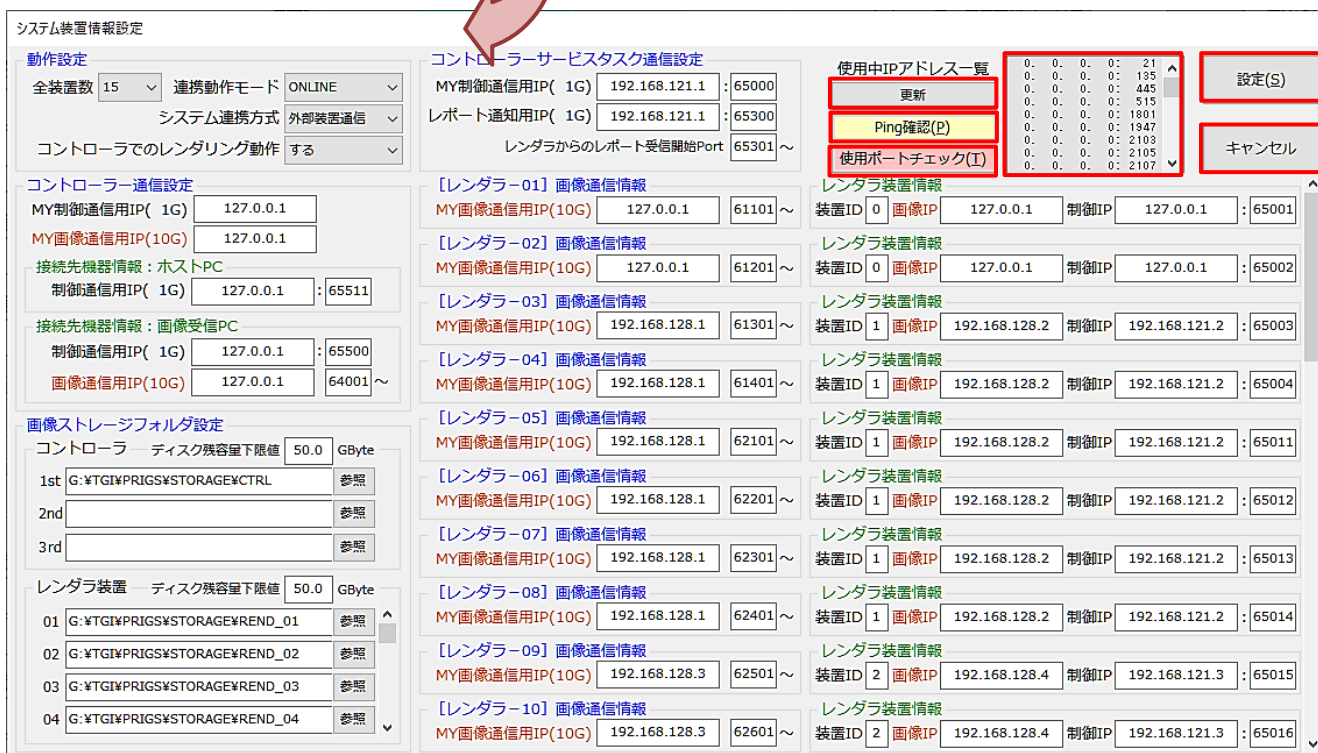 システム装置情報設定
動作設定
全装置数 15 連携動作モード ONLINE
システム連携方式 外部装置通信
コントローラでのレンダリング動作 する
コントローラーサービスタスク通信設定
MY制御通信用IP( 1G) 192.168.121.1 : 65000
レポート通知用IP( 1G) 192.168.121.1 : 65300
レンダラからのレポート受信開始Port 65301 ～
使用中IPアドレス一覧
更新
Ping確認(P)
使用ポートチェック(T)
0. 0. 0. 0: 21
0. 0. 0. 0: 135
0. 0. 0. 0: 445
0. 0. 0. 0: 515
0. 0. 0. 0: 1801
0. 0. 0. 0: 1947
0. 0. 0. 0: 2103
0. 0. 0. 0: 2105
0. 0. 0. 0: 2107
設定(S)
キャンセル
コントローラー通信設定
MY制御通信用IP( 1G) 127.0.0.1
MY画像通信用IP(10G) 127.0.0.1
接続先機器情報：ホストPC
制御通信用IP( 1G) 127.0.0.1 : 65511
接続先機器情報：画像受信PC
制御通信用IP( 1G) 127.0.0.1 : 65500
画像通信用IP(10G) 127.0.0.1 64001 ～
画像ストレージフォルダ設定
コントローラ ディスク残容量下限値 50.0 GByte
1st G:¥TGI¥PRIGS¥STORAGE¥CTRL 参照
2nd 参照
3rd 参照
レンダラ装置 ディスク残容量下限値 50.0 GByte
01 G:¥TGI¥PRIGS¥STORAGE¥REND_01 参照
02 G:¥TGI¥PRIGS¥STORAGE¥REND_02 参照
03 G:¥TGI¥PRIGS¥STORAGE¥REND_03 参照
04 G:¥TGI¥PRIGS¥STORAGE¥REND_04 参照
［レンダラ－01］画像通信情報 レンダラ装置情報
MY画像通信用IP(10G) 127.0.0.1 61101 ～ 装置ID 0 画像IP 127.0.0.1 制御IP 127.0.0.1 : 65001
［レンダラ－02］画像通信情報 レンダラ装置情報
MY画像通信用IP(10G) 127.0.0.1 61201 ～ 装置ID 0 画像IP 127.0.0.1 制御IP 127.0.0.1 : 65002
［レンダラ－03］画像通信情報 レンダラ装置情報
MY画像通信用IP(10G) 192.168.128.1 61301 ～ 装置ID 1 画像IP 192.168.128.2 制御IP 192.168.121.2 : 65003
［レンダラ－04］画像通信情報 レンダラ装置情報
MY画像通信用IP(10G) 192.168.128.1 61401 ～ 装置ID 1 画像IP 192.168.128.2 制御IP 192.168.121.2 : 65004
［レンダラ－05］画像通信情報 レンダラ装置情報
MY画像通信用IP(10G) 192.168.128.1 62101 ～ 装置ID 1 画像IP 192.168.128.2 制御IP 192.168.121.2 : 65011
［レンダラ－06］画像通信情報 レンダラ装置情報
MY画像通信用IP(10G) 192.168.128.1 62201 ～ 装置ID 1 画像IP 192.168.128.2 制御IP 192.168.121.2 : 65012
［レンダラ－07］画像通信情報 レンダラ装置情報
MY画像通信用IP(10G) 192.168.128.1 62301 ～ 装置ID 1 画像IP 192.168.128.2 制御IP 192.168.121.2 : 65013
［レンダラ－08］画像通信情報 レンダラ装置情報
MY画像通信用IP(10G) 192.168.128.1 62401 ～ 装置ID 1 画像IP 192.168.128.2 制御IP 192.168.121.2 : 65014
［レンダラ－09］画像通信情報 レンダラ装置情報
MY画像通信用IP(10G) 192.168.128.3 62501 ～ 装置ID 2 画像IP 192.168.128.4 制御IP 192.168.121.3 : 65015
［レンダラ－10］画像通信情報 レンダラ装置情報
MY画像通信用IP(10G) 192.168.128.3 62601 ～ 装置ID 2 画像IP 192.168.128.4 制御IP 192.168.121.3 : 65016